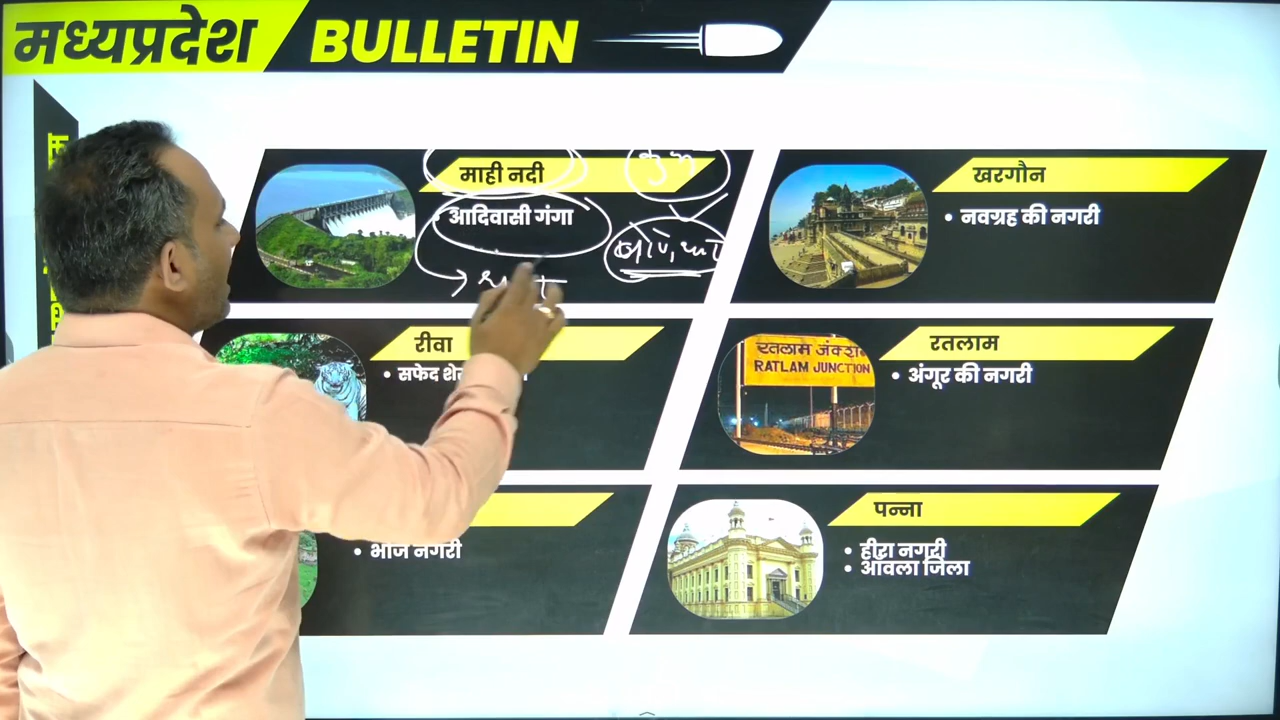 मध्यप्रदेश BULLETIN
माही नदी
आदिवासी गंगा
खरगौन
• नवग्रह की नगरी
रीवा
• सफेद
रतलाम जंक्शन
RATLAM JUNCTION
रतलाम
• अंगूर की नगरी
• भोज नगरी
पन्ना
• हीरा नगरी
• आंवला जिला